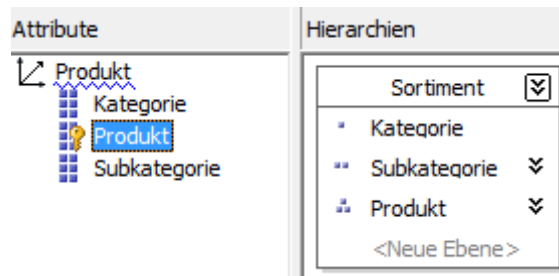 Attribute
Hierarchien
Produkt
Kategorie
Produkt
Subkategorie
Sortiment
Kategorie
Subkategorie
Produkt
<Neue Ebene>